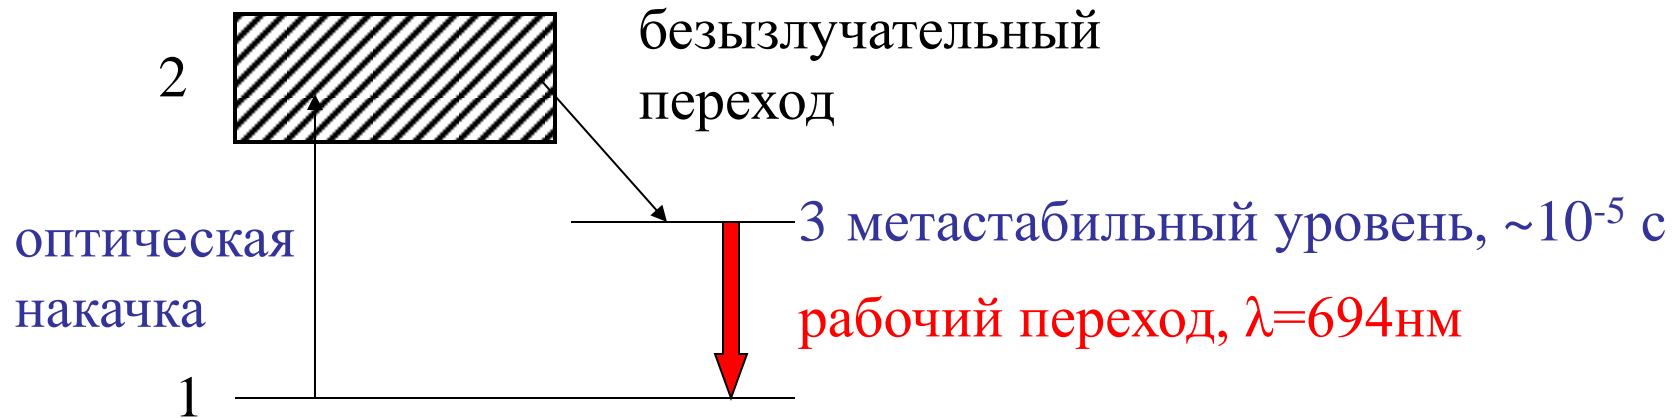 безызлучательный
2
переход
3 метастабильный уровень, ~10⁻⁵ с
оптическая
накачка
рабочий переход, λ=694нм
1